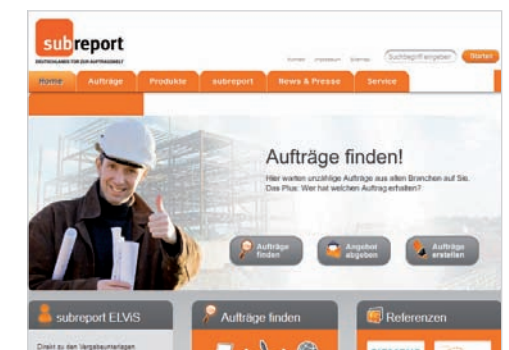 subreport
DEUTSCHLANDS TOR ZUR AUFTRAGSWELT
Kontakt Impressum Sitemap Suchbegriff eingeben Starten
Home Aufträge Produkte subreport News & Presse Service
Aufträge finden!
Hier warten unzählige Aufträge aus allen Branchen auf Sie.
Das Plus: Wer hat welchen Auftrag erhalten?
Aufträge finden
Angebot abgeben
Aufträge erstellen
subreport ELViS
Aufträge finden
Referenzen
Direkt zu den Vergabeunterlagen